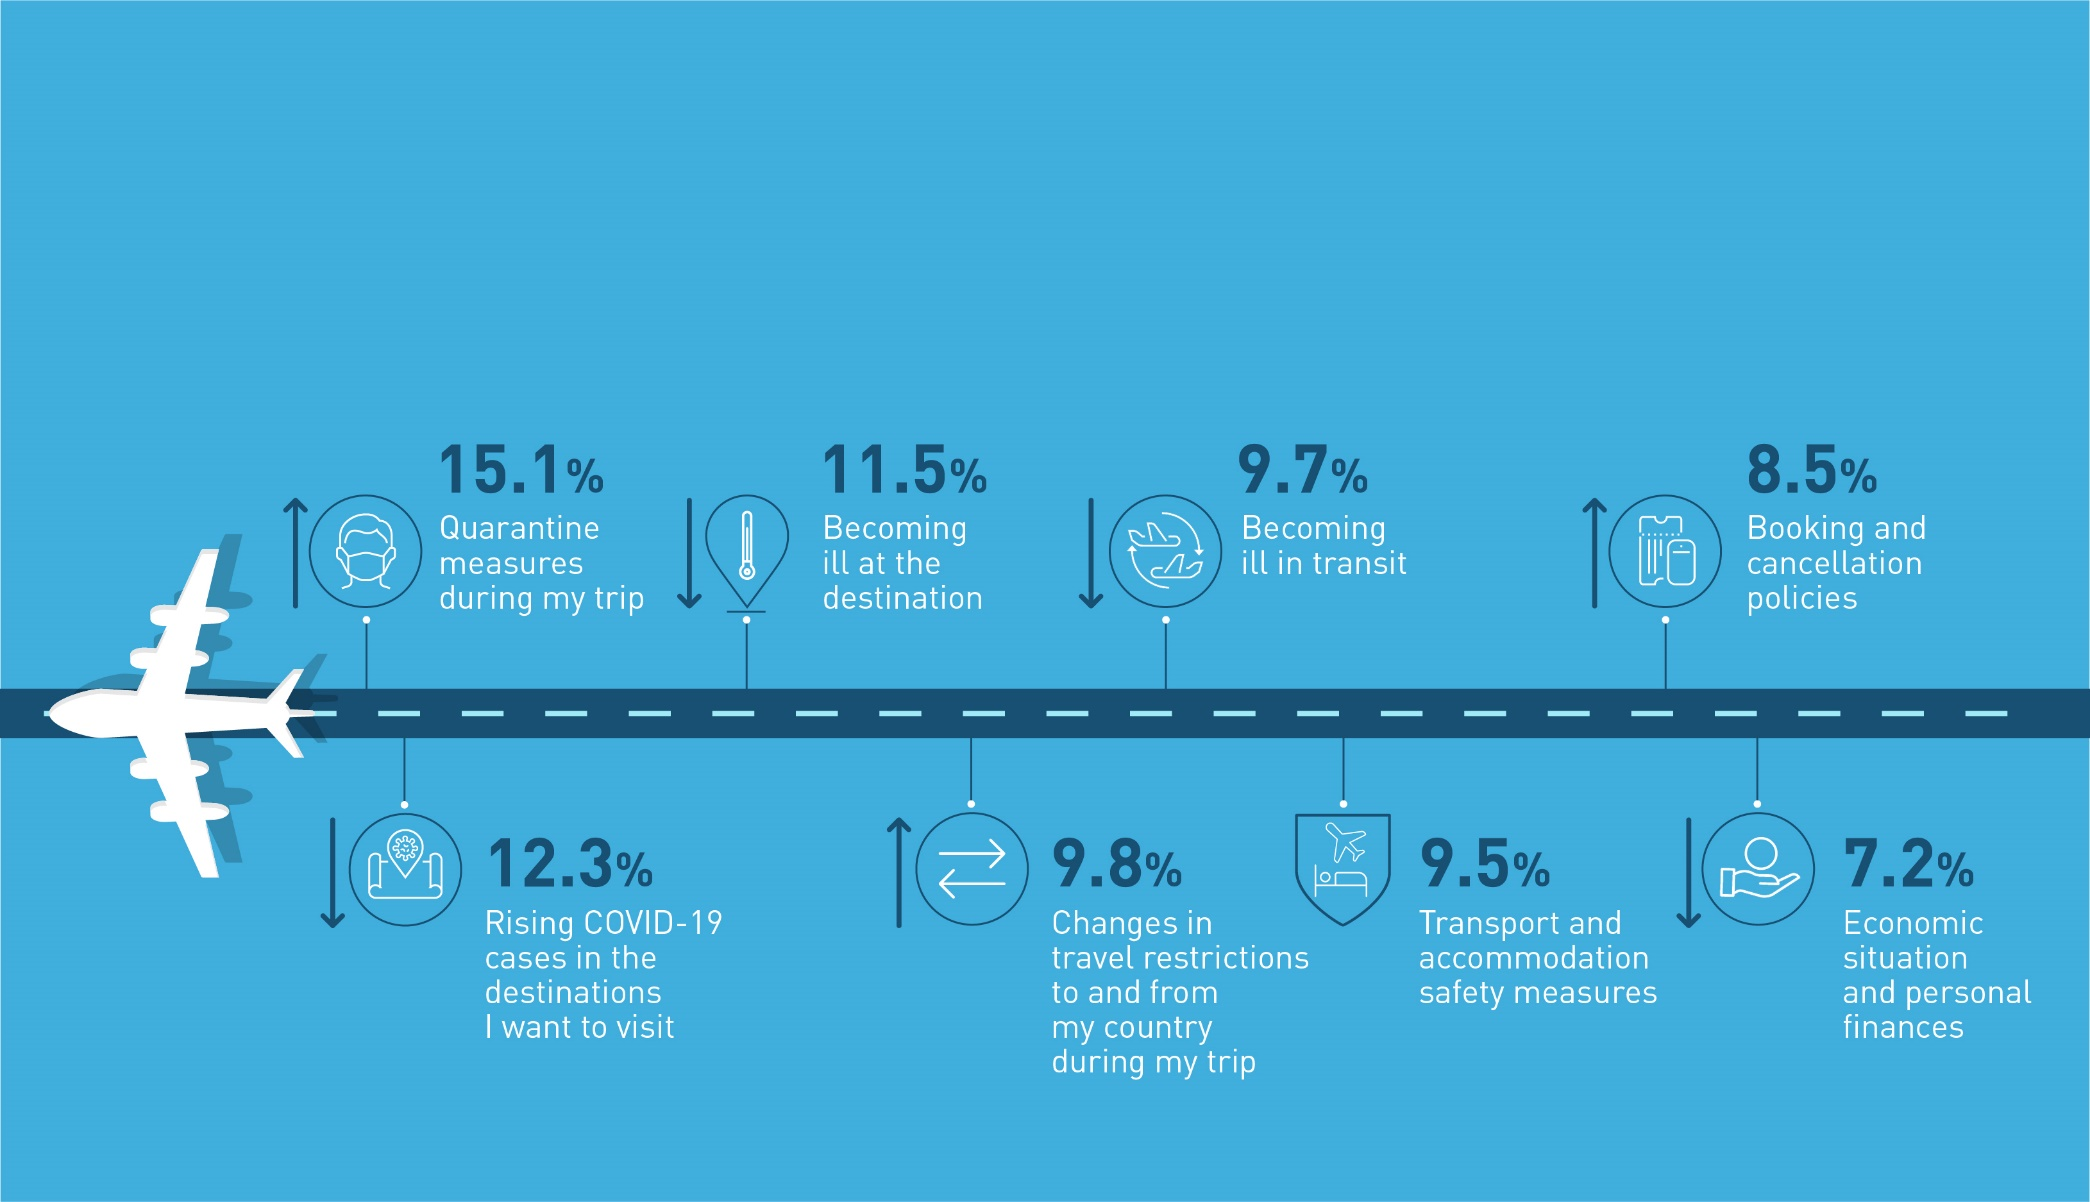 15.1%
Quarantine
measures
during my trip
11.5%
Becoming
ill at the
destination
9.7%
Becoming
ill in transit
8.5%
Booking and
cancellation
policies
12.3%
Rising COVID-19
cases in the
destinations
I want to visit
9.8%
Changes in
travel restrictions
to and from
my country
during my trip
9.5%
Transport and
accommodation
safety measures
7.2%
Economic
situation
and personal
finances